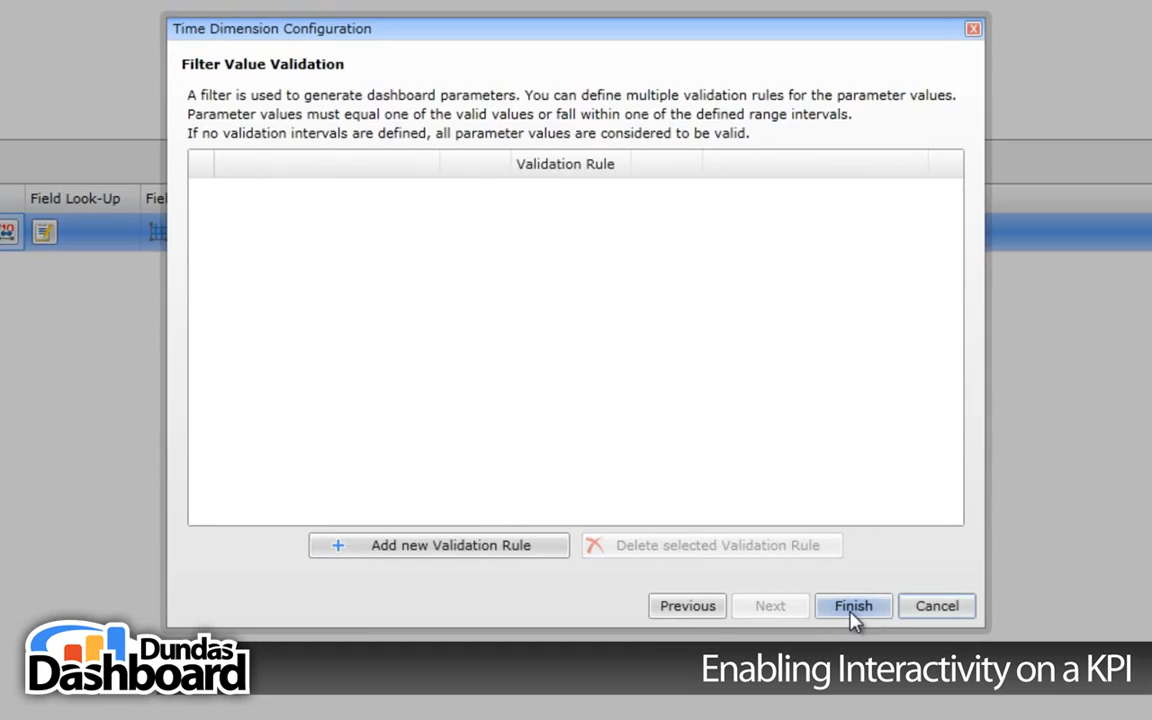 Time Dimension Configuration
Filter Value Validation
A filter is used to generate dashboard parameters. You can define multiple validation rules for the parameter values.
Parameter values must equal one of the valid values or fall within one of the defined range intervals.
If no validation intervals are defined, all parameter values are considered to be valid.
Validation Rule
Field Look-Up
Fiel
10
Add new Validation Rule
Delete selected Validation Rule
Previous
Next
Finish
Cancel
Dundas
Dashboard
Enabling Interactivity on a KPI